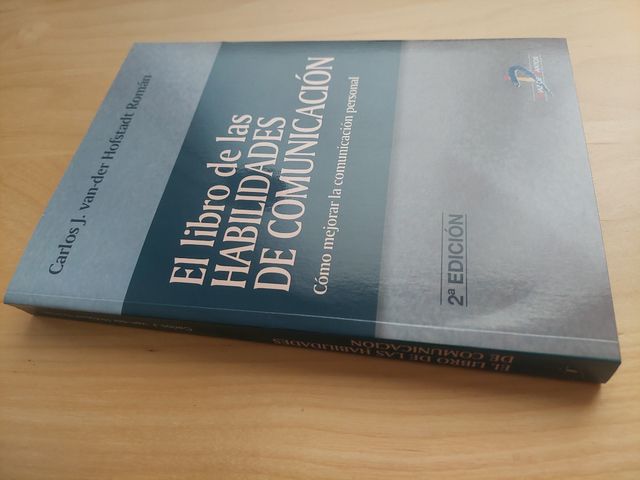 Carlos J. van-der Hofstadt Román
El libro de las
HABILIDADES
DE COMUNICACIÓN
Cómo mejorar la comunicación personal
2ª EDICIÓN
EL LIBRO DE LAS HABILIDADES
DE COMUNICACIÓN